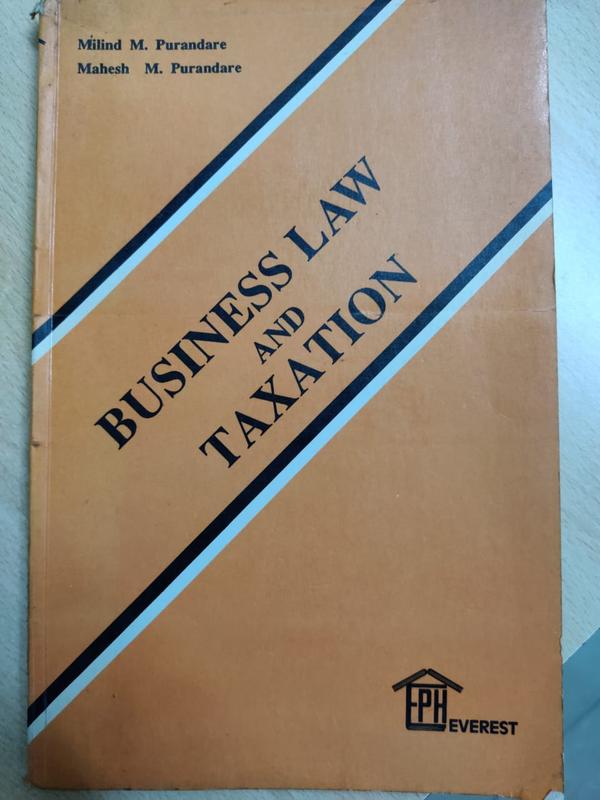 Milind M. Purandare
Mahesh M. Purandare
BUSINESS LAW
AND
TAXATION
EPH
EVEREST